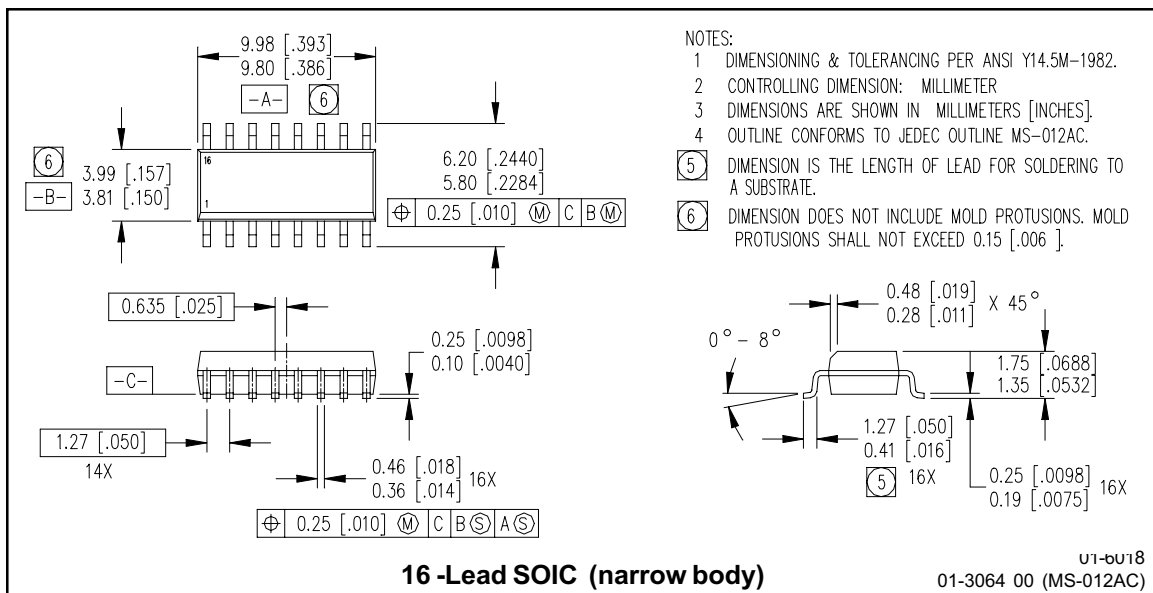 9.98 [.393]
9.80 [.386]
-A- 6
6
3.99 [.157]
-B- 3.81 [.150]
16
1
6.20 [.2440]
5.80 [.2284]
⌖ 0.25 [.010] Ⓜ C B Ⓜ
NOTES:
1 DIMENSIONING & TOLERANCING PER ANSI Y14.5M-1982.
2 CONTROLLING DIMENSION: MILLIMETER
3 DIMENSIONS ARE SHOWN IN MILLIMETERS [INCHES].
4 OUTLINE CONFORMS TO JEDEC OUTLINE MS-012AC.
5 DIMENSION IS THE LENGTH OF LEAD FOR SOLDERING TO
A SUBSTRATE.
6 DIMENSION DOES NOT INCLUDE MOLD PROTUSIONS. MOLD
PROTUSIONS SHALL NOT EXCEED 0.15 [.006 ].
0.635 [.025]
0.25 [.0098]
0.10 [.0040]
-C-
1.27 [.050]
14X
0.46 [.018]
0.36 [.014] 16X
⌖ 0.25 [.010] Ⓜ C B Ⓢ A Ⓢ
0.48 [.019]
0.28 [.011] X 45°
0° - 8°
1.75 [.0688]
1.35 [.0532]
1.27 [.050]
0.41 [.016]
5 16X
0.25 [.0098]
0.19 [.0075] 16X
16 -Lead SOIC (narrow body)
01-6018
01-3064 00 (MS-012AC)